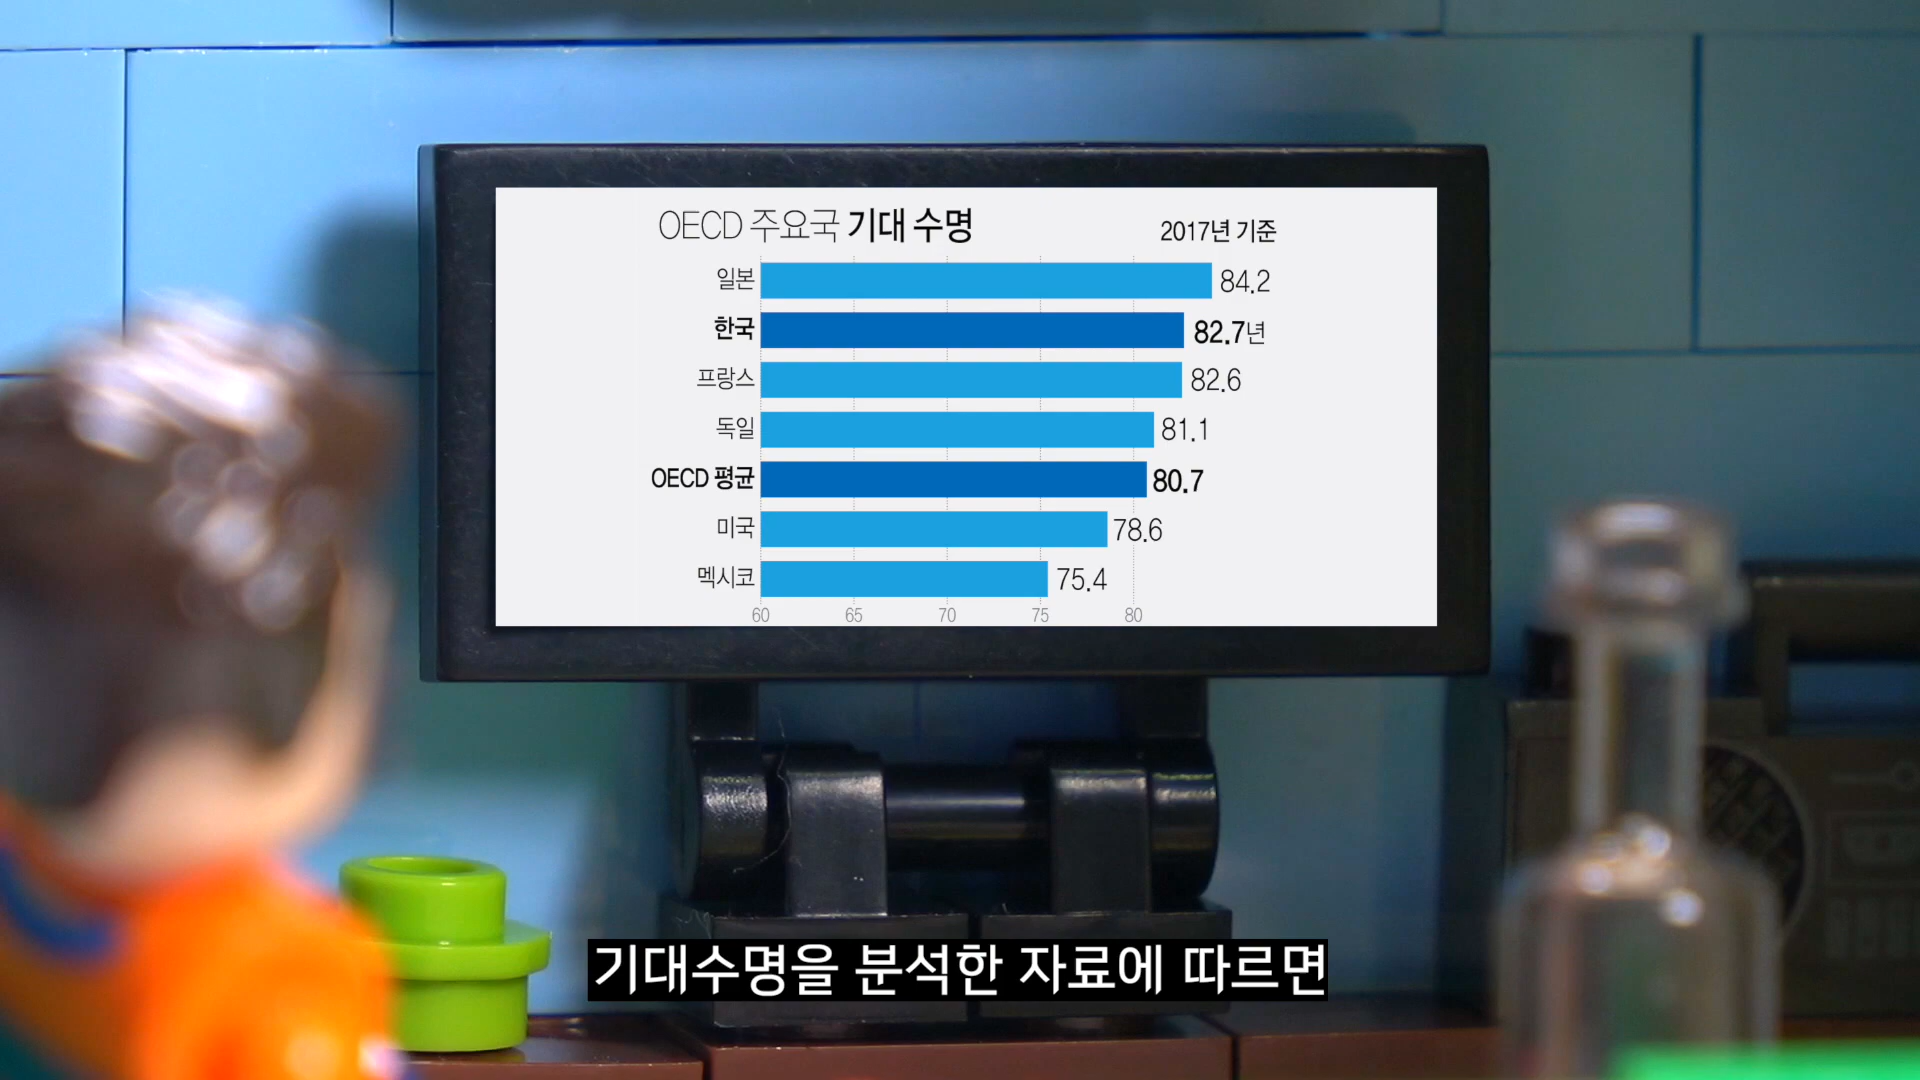 OECD 주요국 기대 수명
2017년 기준
일본 84.2
한국 82.7년
프랑스 82.6
독일 81.1
OECD 평균 80.7
미국 78.6
멕시코 75.4
60 65 70 75 80
기대수명을 분석한 자료에 따르면